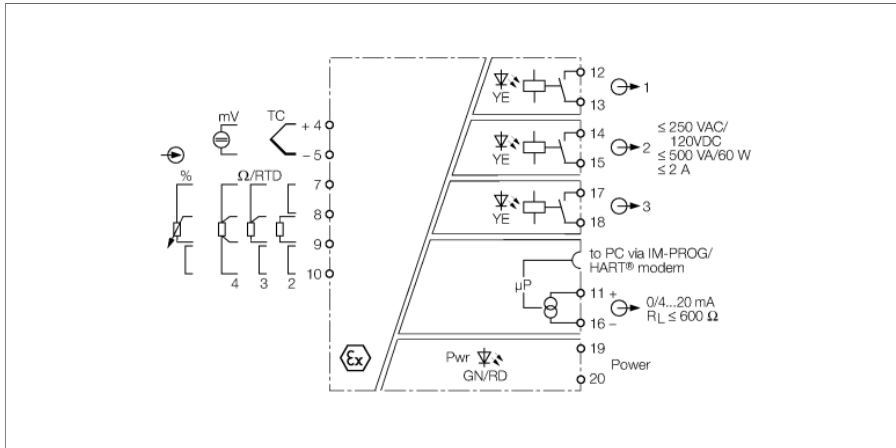 12
YE
13
1
mV
TC
+ 4
– 5
14
YE
15
2
≤ 250 VAC/
120VDC
≤ 500 VA/60 W
≤ 2 A
%
Ω/RTD
7
8
9
10
4
3
2
17
YE
18
3
to PC via IM-PROG/
HART® modem
µP
11 +
16 –
0/4...20 mA
RL ≤ 600 Ω
Ex
Pwr
GN/RD
19
20
Power